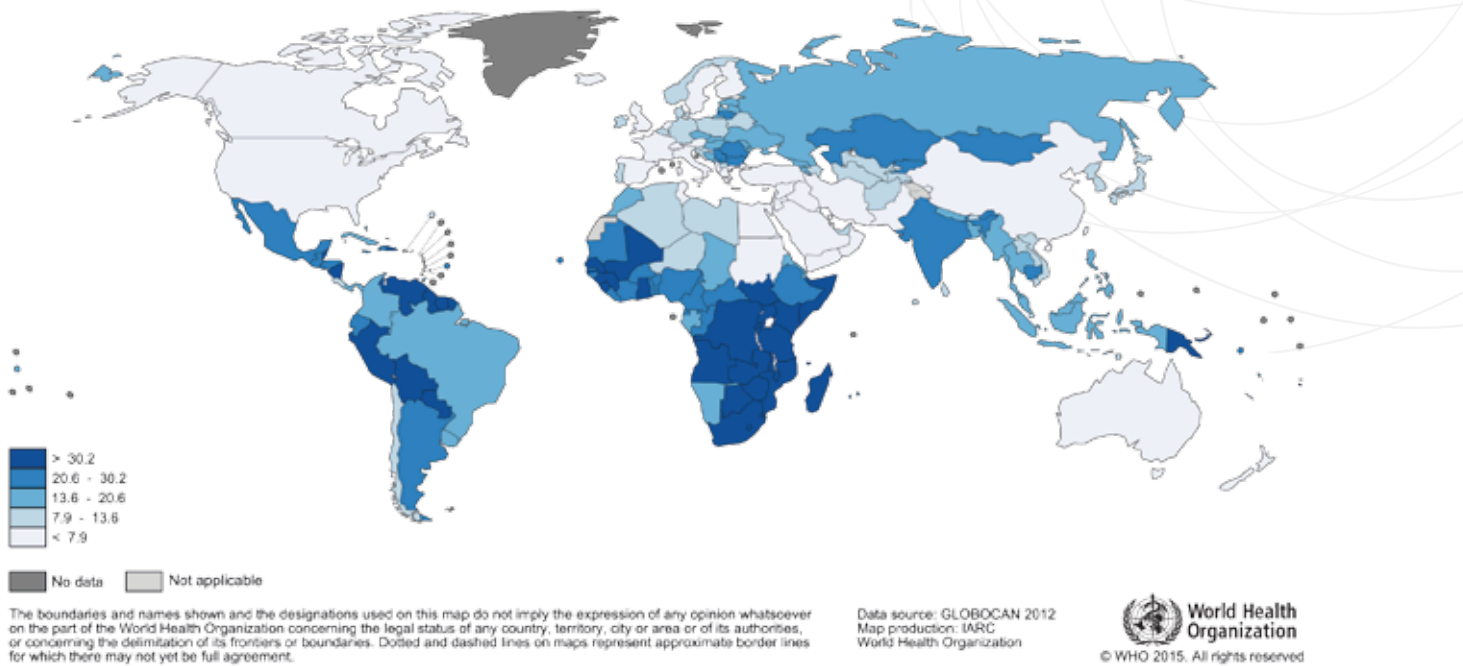 > 30.2
20.6 - 30.2
13.6 - 20.6
7.9 - 13.6
< 7.9
No data
Not applicable
The boundaries and names shown and the designations used on this map do not imply the expression of any opinion whatsoever
on the part of the World Health Organization concerning the legal status of any country, territory, city or area or of its authorities,
or concerning the delimitation of its frontiers or boundaries. Dotted and dashed lines on maps represent approximate border lines
for which there may not yet be full agreement.
Data source: GLOBOCAN 2012
Map production: IARC
World Health Organization
World Health
Organization
© WHO 2015. All rights reserved